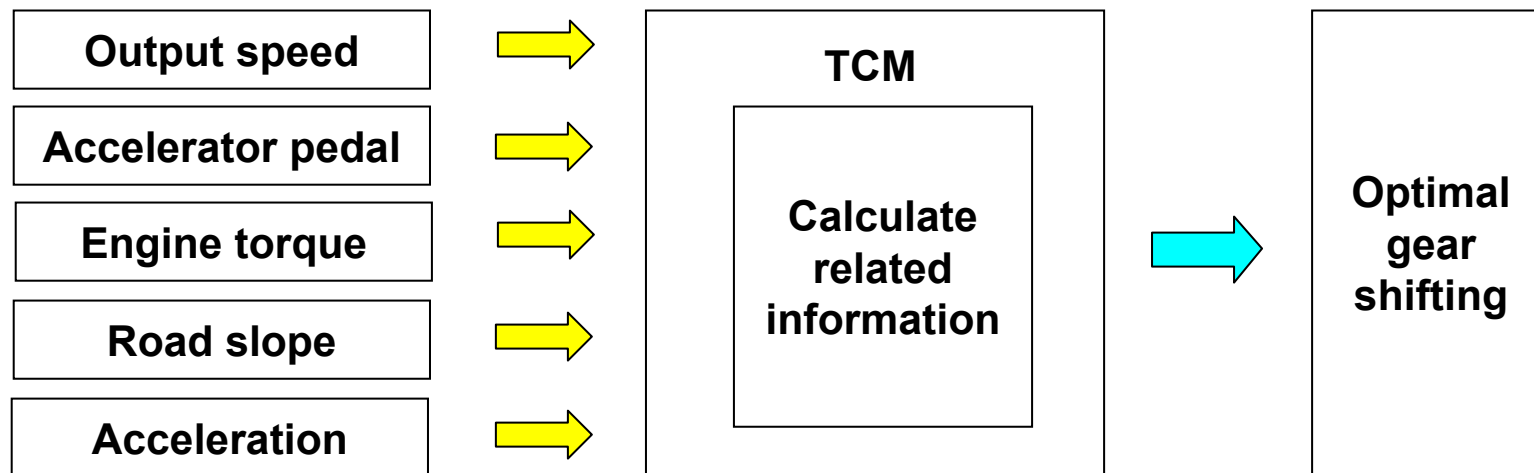 Output speed
Accelerator pedal
Engine torque
Road slope
Acceleration
TCM
Calculate
related
information
Optimal
gear
shifting